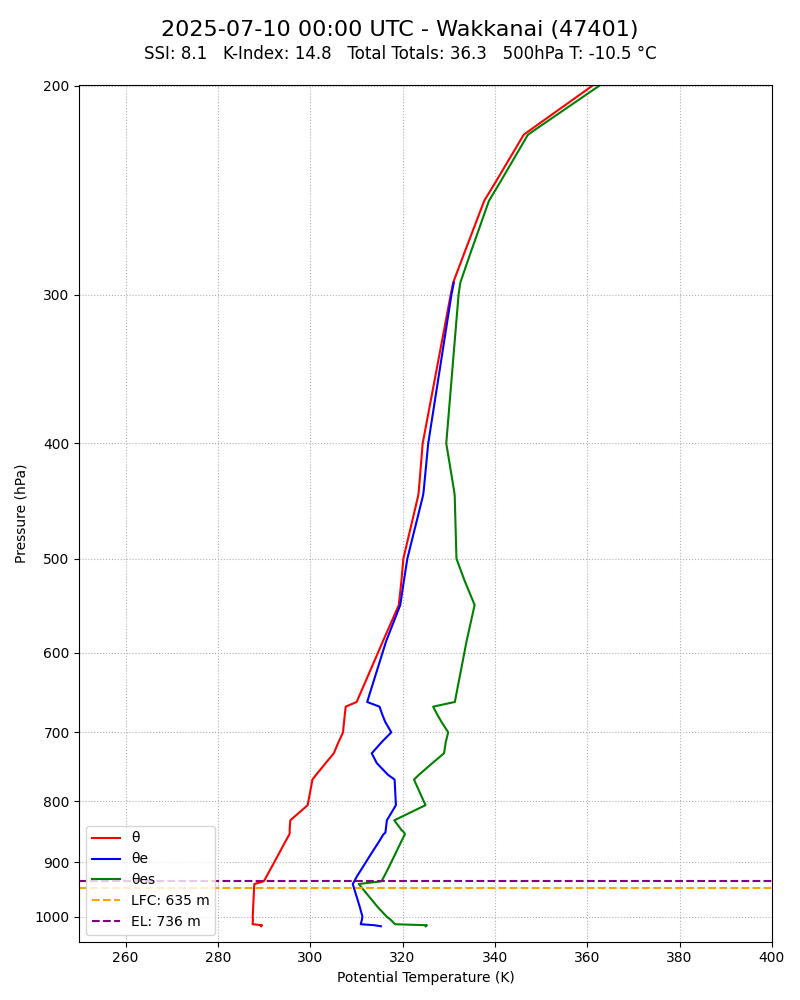 2025-07-10 00:00 UTC - Wakkanai (47401)
SSI: 8.1   K-Index: 14.8   Total Totals: 36.3   500hPa T: -10.5 °C
200
300
400
500
600
700
800
900
1000
Pressure (hPa)
θ
θe
θes
LFC: 635 m
EL: 736 m
260 280 300 320 340 360 380 400
Potential Temperature (K)